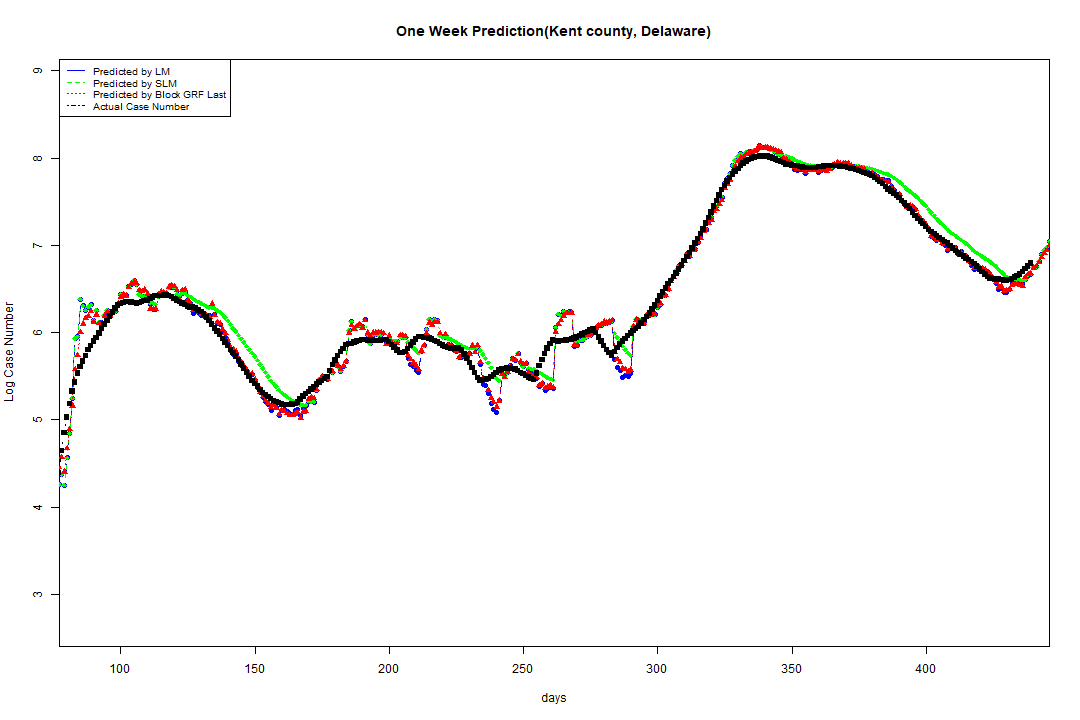 One Week Prediction(Kent county, Delaware)
Predicted by LM
Predicted by SLM
Predicted by Block GRF Last
Actual Case Number
Log Case Number
9
8
7
6
5
4
3
100 150 200 250 300 350 400
days